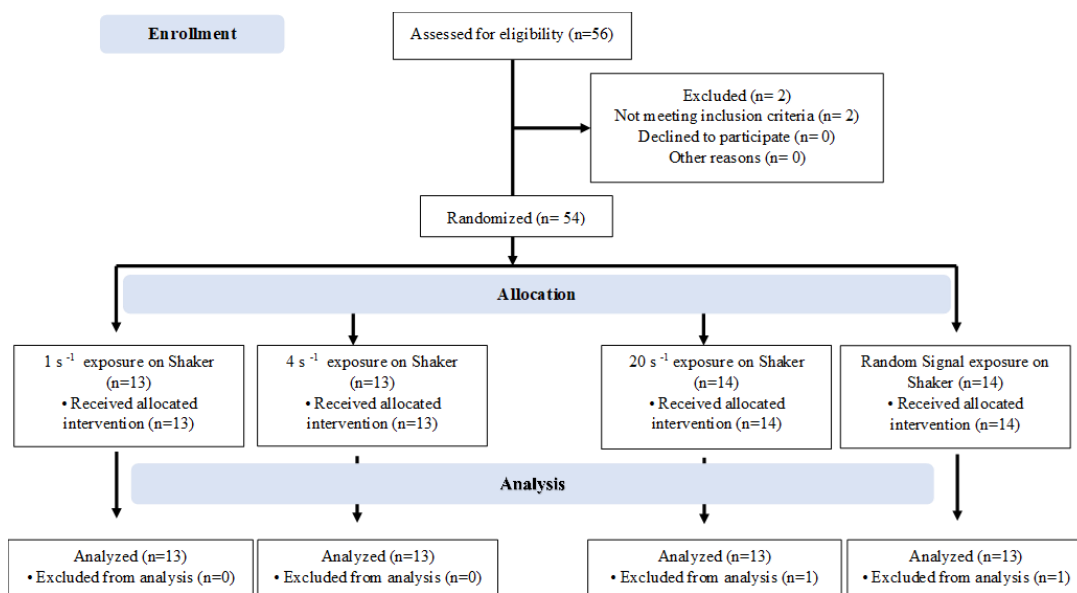 Enrollment
Assessed for eligibility (n=56)
Excluded (n= 2)
Not meeting inclusion criteria (n= 2)
Declined to participate (n= 0)
Other reasons (n= 0)
Randomized (n= 54)
Allocation
1 s⁻¹ exposure on Shaker
(n=13)
• Received allocated
intervention (n=13)
4 s⁻¹ exposure on Shaker
(n=13)
• Received allocated
intervention (n=13)
20 s⁻¹ exposure on Shaker
(n=14)
• Received allocated
intervention (n=14)
Random Signal exposure on
Shaker (n=14)
• Received allocated
intervention (n=14)
Analysis
Analyzed (n=13)
• Excluded from analysis (n=0)
Analyzed (n=13)
• Excluded from analysis (n=0)
Analyzed (n=13)
• Excluded from analysis (n=1)
Analyzed (n=13)
• Excluded from analysis (n=1)